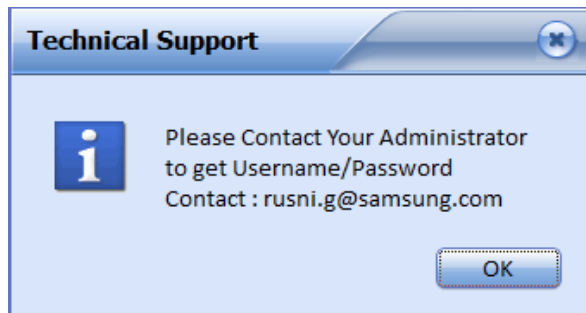 Technical Support
Please Contact Your Administrator
to get Username/Password
Contact : rusni.g@samsung.com
OK